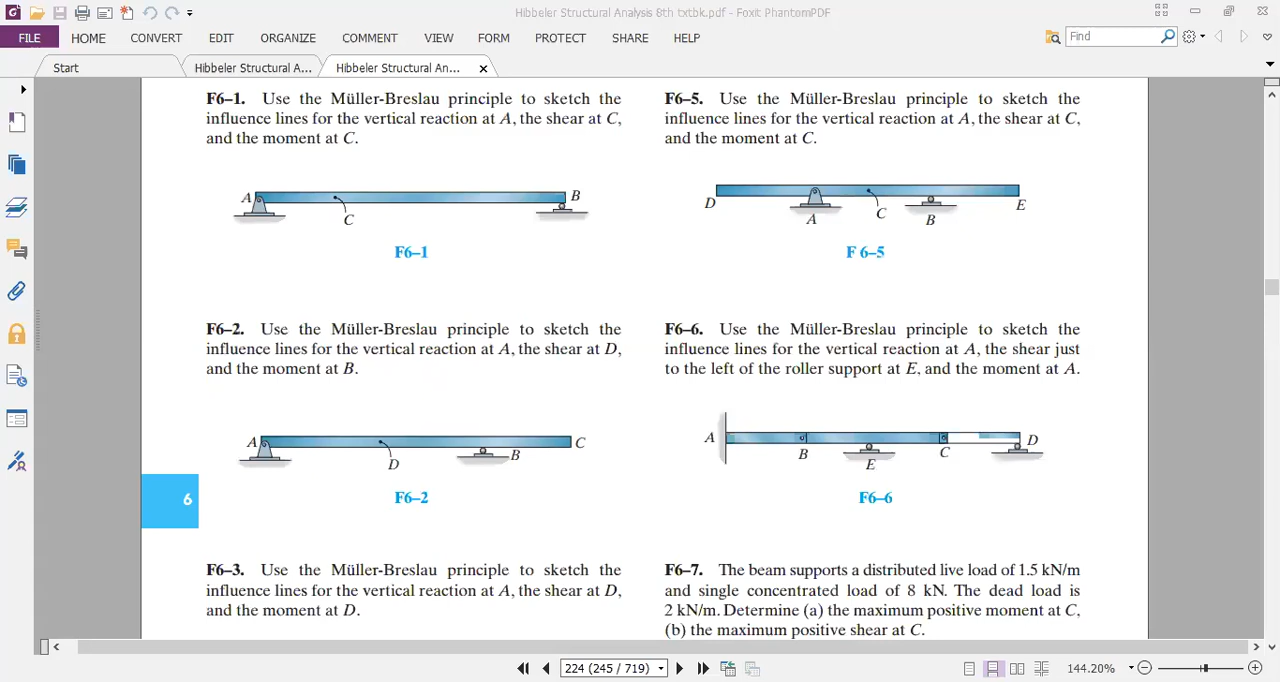 Hibbeler Structural Analysis 8th txtbk.pdf - Foxit PhantomPDF
FILE HOME CONVERT EDIT ORGANIZE COMMENT VIEW FORM PROTECT SHARE HELP
Find
Start Hibbeler Structural A... Hibbeler Structural An...
F6–1. Use the Müller-Breslau principle to sketch the
influence lines for the vertical reaction at A, the shear at C,
and the moment at C.
A
B
C
F6–1
F6–2. Use the Müller-Breslau principle to sketch the
influence lines for the vertical reaction at A, the shear at D,
and the moment at B.
A
C
B
D
F6–2
6
F6–3. Use the Müller-Breslau principle to sketch the
influence lines for the vertical reaction at A, the shear at D,
and the moment at D.
F6–5. Use the Müller-Breslau principle to sketch the
influence lines for the vertical reaction at A, the shear at C,
and the moment at C.
D
A
C
B
E
F 6–5
F6–6. Use the Müller-Breslau principle to sketch the
influence lines for the vertical reaction at A, the shear just
to the left of the roller support at E, and the moment at A.
A
D
B
E
C
F6–6
F6–7. The beam supports a distributed live load of 1.5 kN/m
and single concentrated load of 8 kN. The dead load is
2 kN/m. Determine (a) the maximum positive moment at C,
(b) the maximum positive shear at C.
224 (245 / 719)
144.20%